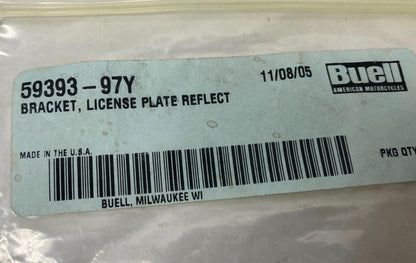 59393-97Y 11/08/05 Buell
BRACKET, LICENSE PLATE REFLECT AMERICAN MOTORCYCLES
MADE IN THE U.S.A. PKG QTY
BUELL, MILWAUKEE WI